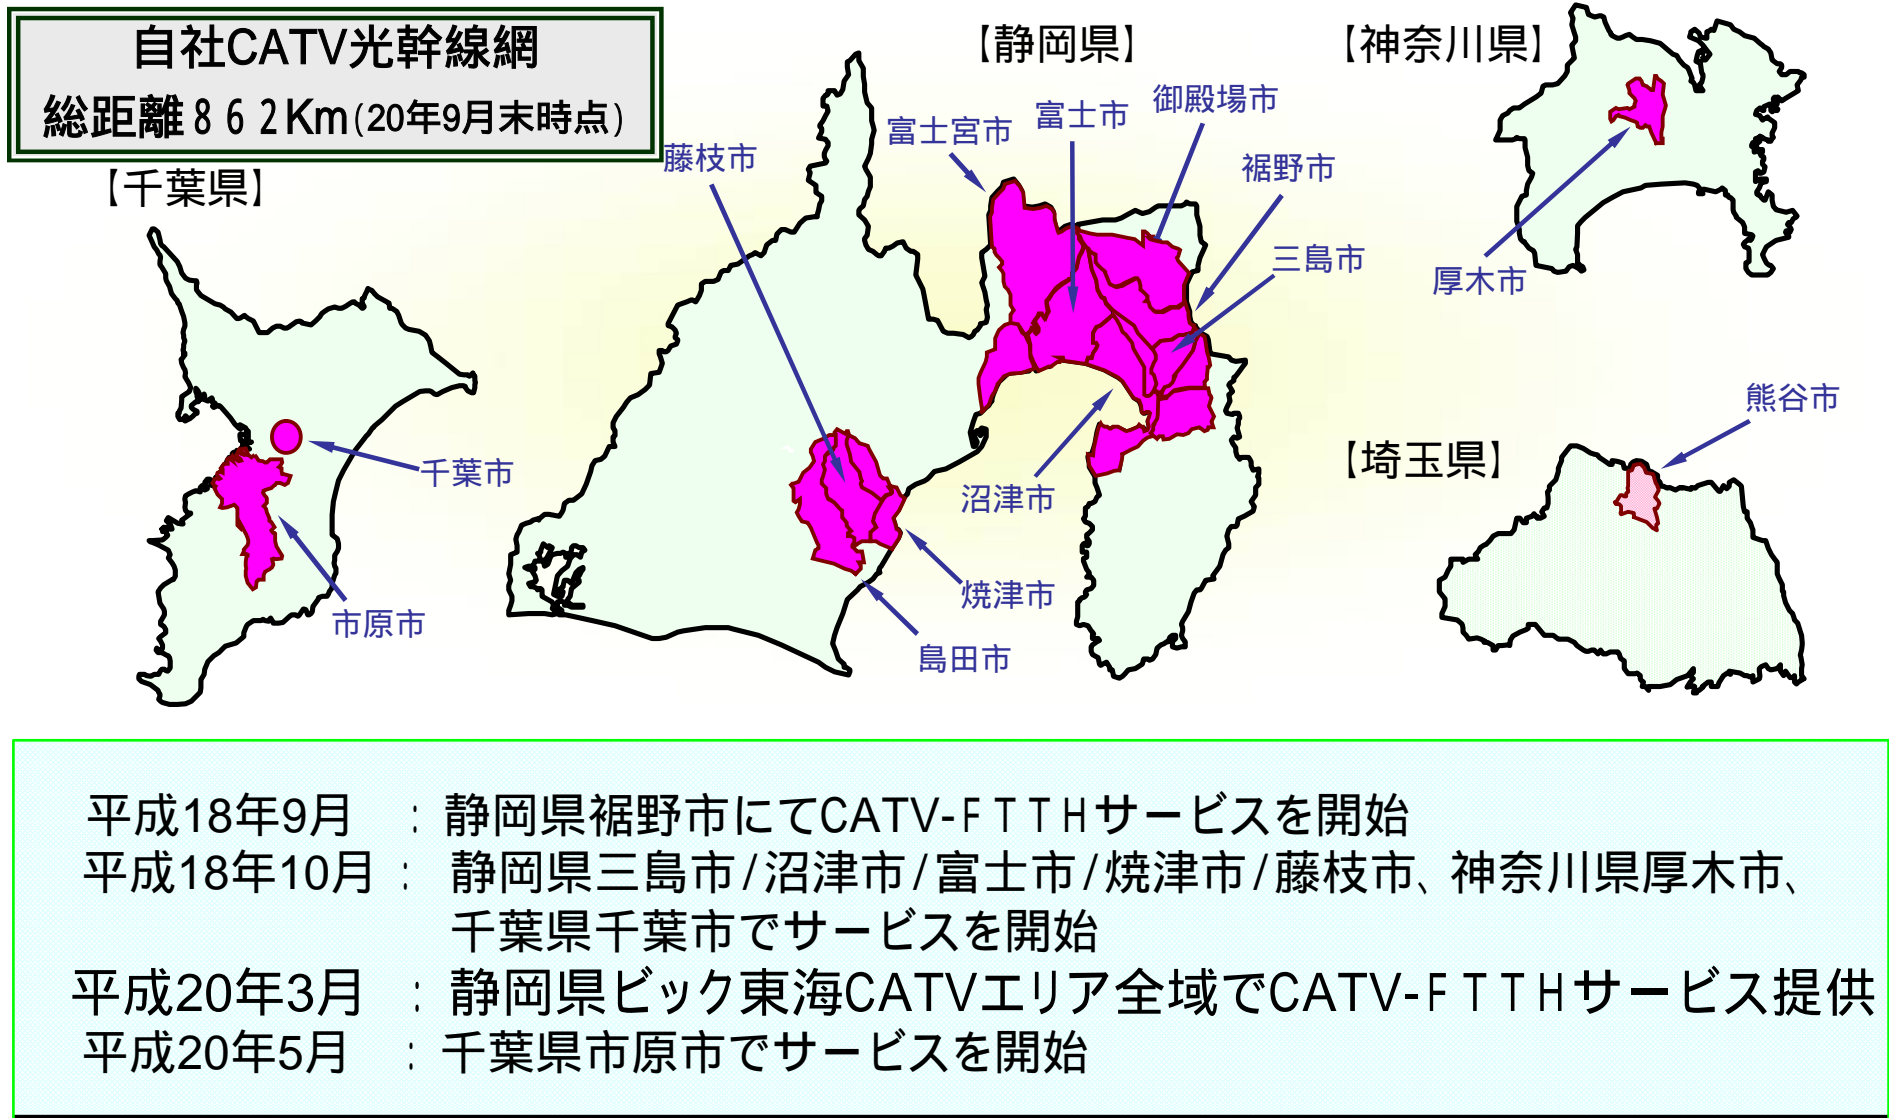 自社CATV光幹線網
総距離862Km(20年9月末時点)
【千葉県】
千葉市
市原市
【静岡県】
藤枝市
富士宮市
富士市
御殿場市
裾野市
三島市
沼津市
焼津市
島田市
【神奈川県】
厚木市
【埼玉県】
熊谷市
平成18年9月 : 静岡県裾野市にてCATV-FTTHサービスを開始
平成18年10月 : 静岡県三島市/沼津市/富士市/焼津市/藤枝市、神奈川県厚木市、
千葉県千葉市でサービスを開始
平成20年3月 : 静岡県ビック東海CATVエリア全域でCATV-FTTHサービス提供
平成20年5月 : 千葉県市原市でサービスを開始